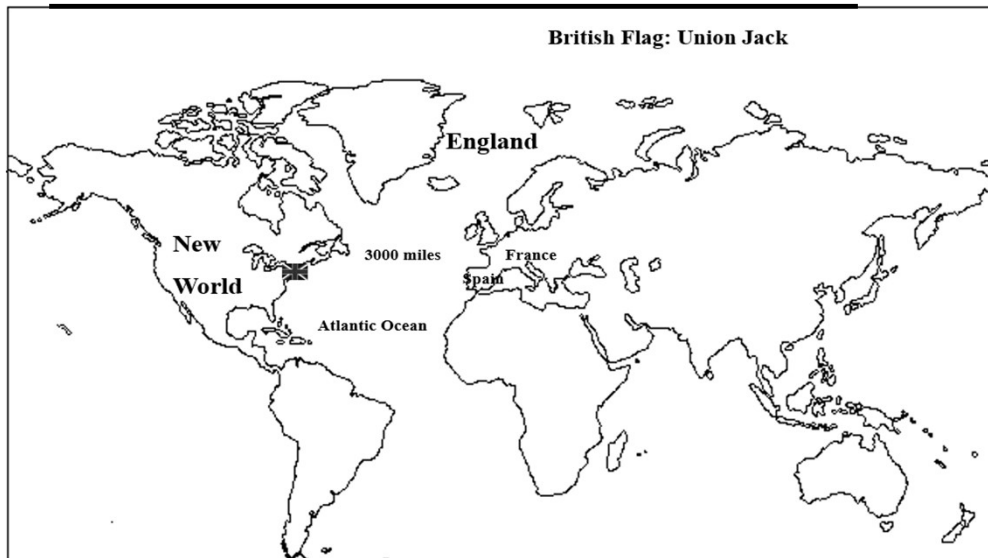 British Flag: Union Jack
England
New
World
3000 miles
France
Spain
Atlantic Ocean